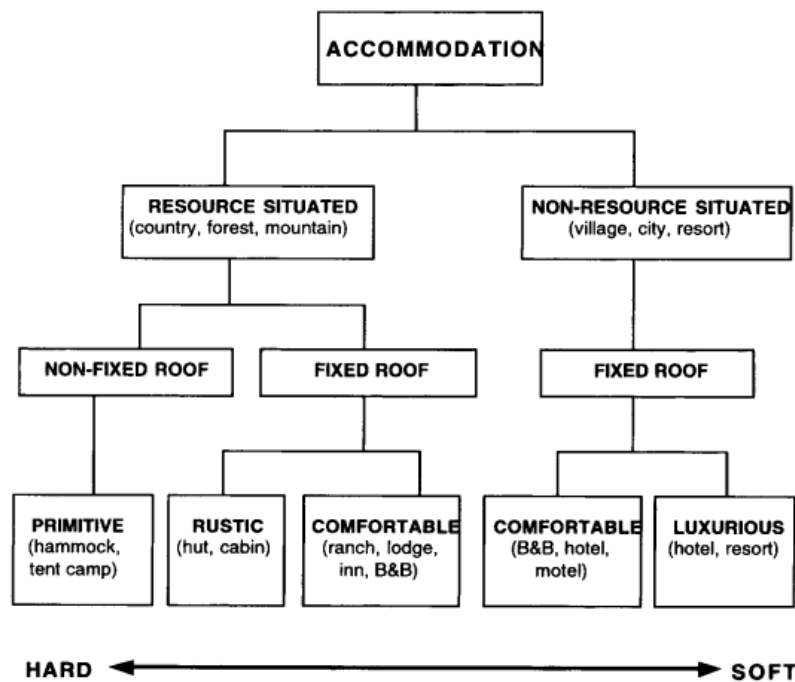 ACCOMMODATION
RESOURCE SITUATED
(country, forest, mountain)
NON-RESOURCE SITUATED
(village, city, resort)
NON-FIXED ROOF
FIXED ROOF
FIXED ROOF
PRIMITIVE
(hammock,
tent camp)
RUSTIC
(hut, cabin)
COMFORTABLE
(ranch, lodge,
inn, B&B)
COMFORTABLE
(B&B, hotel,
motel)
LUXURIOUS
(hotel, resort)
HARD
SOFT